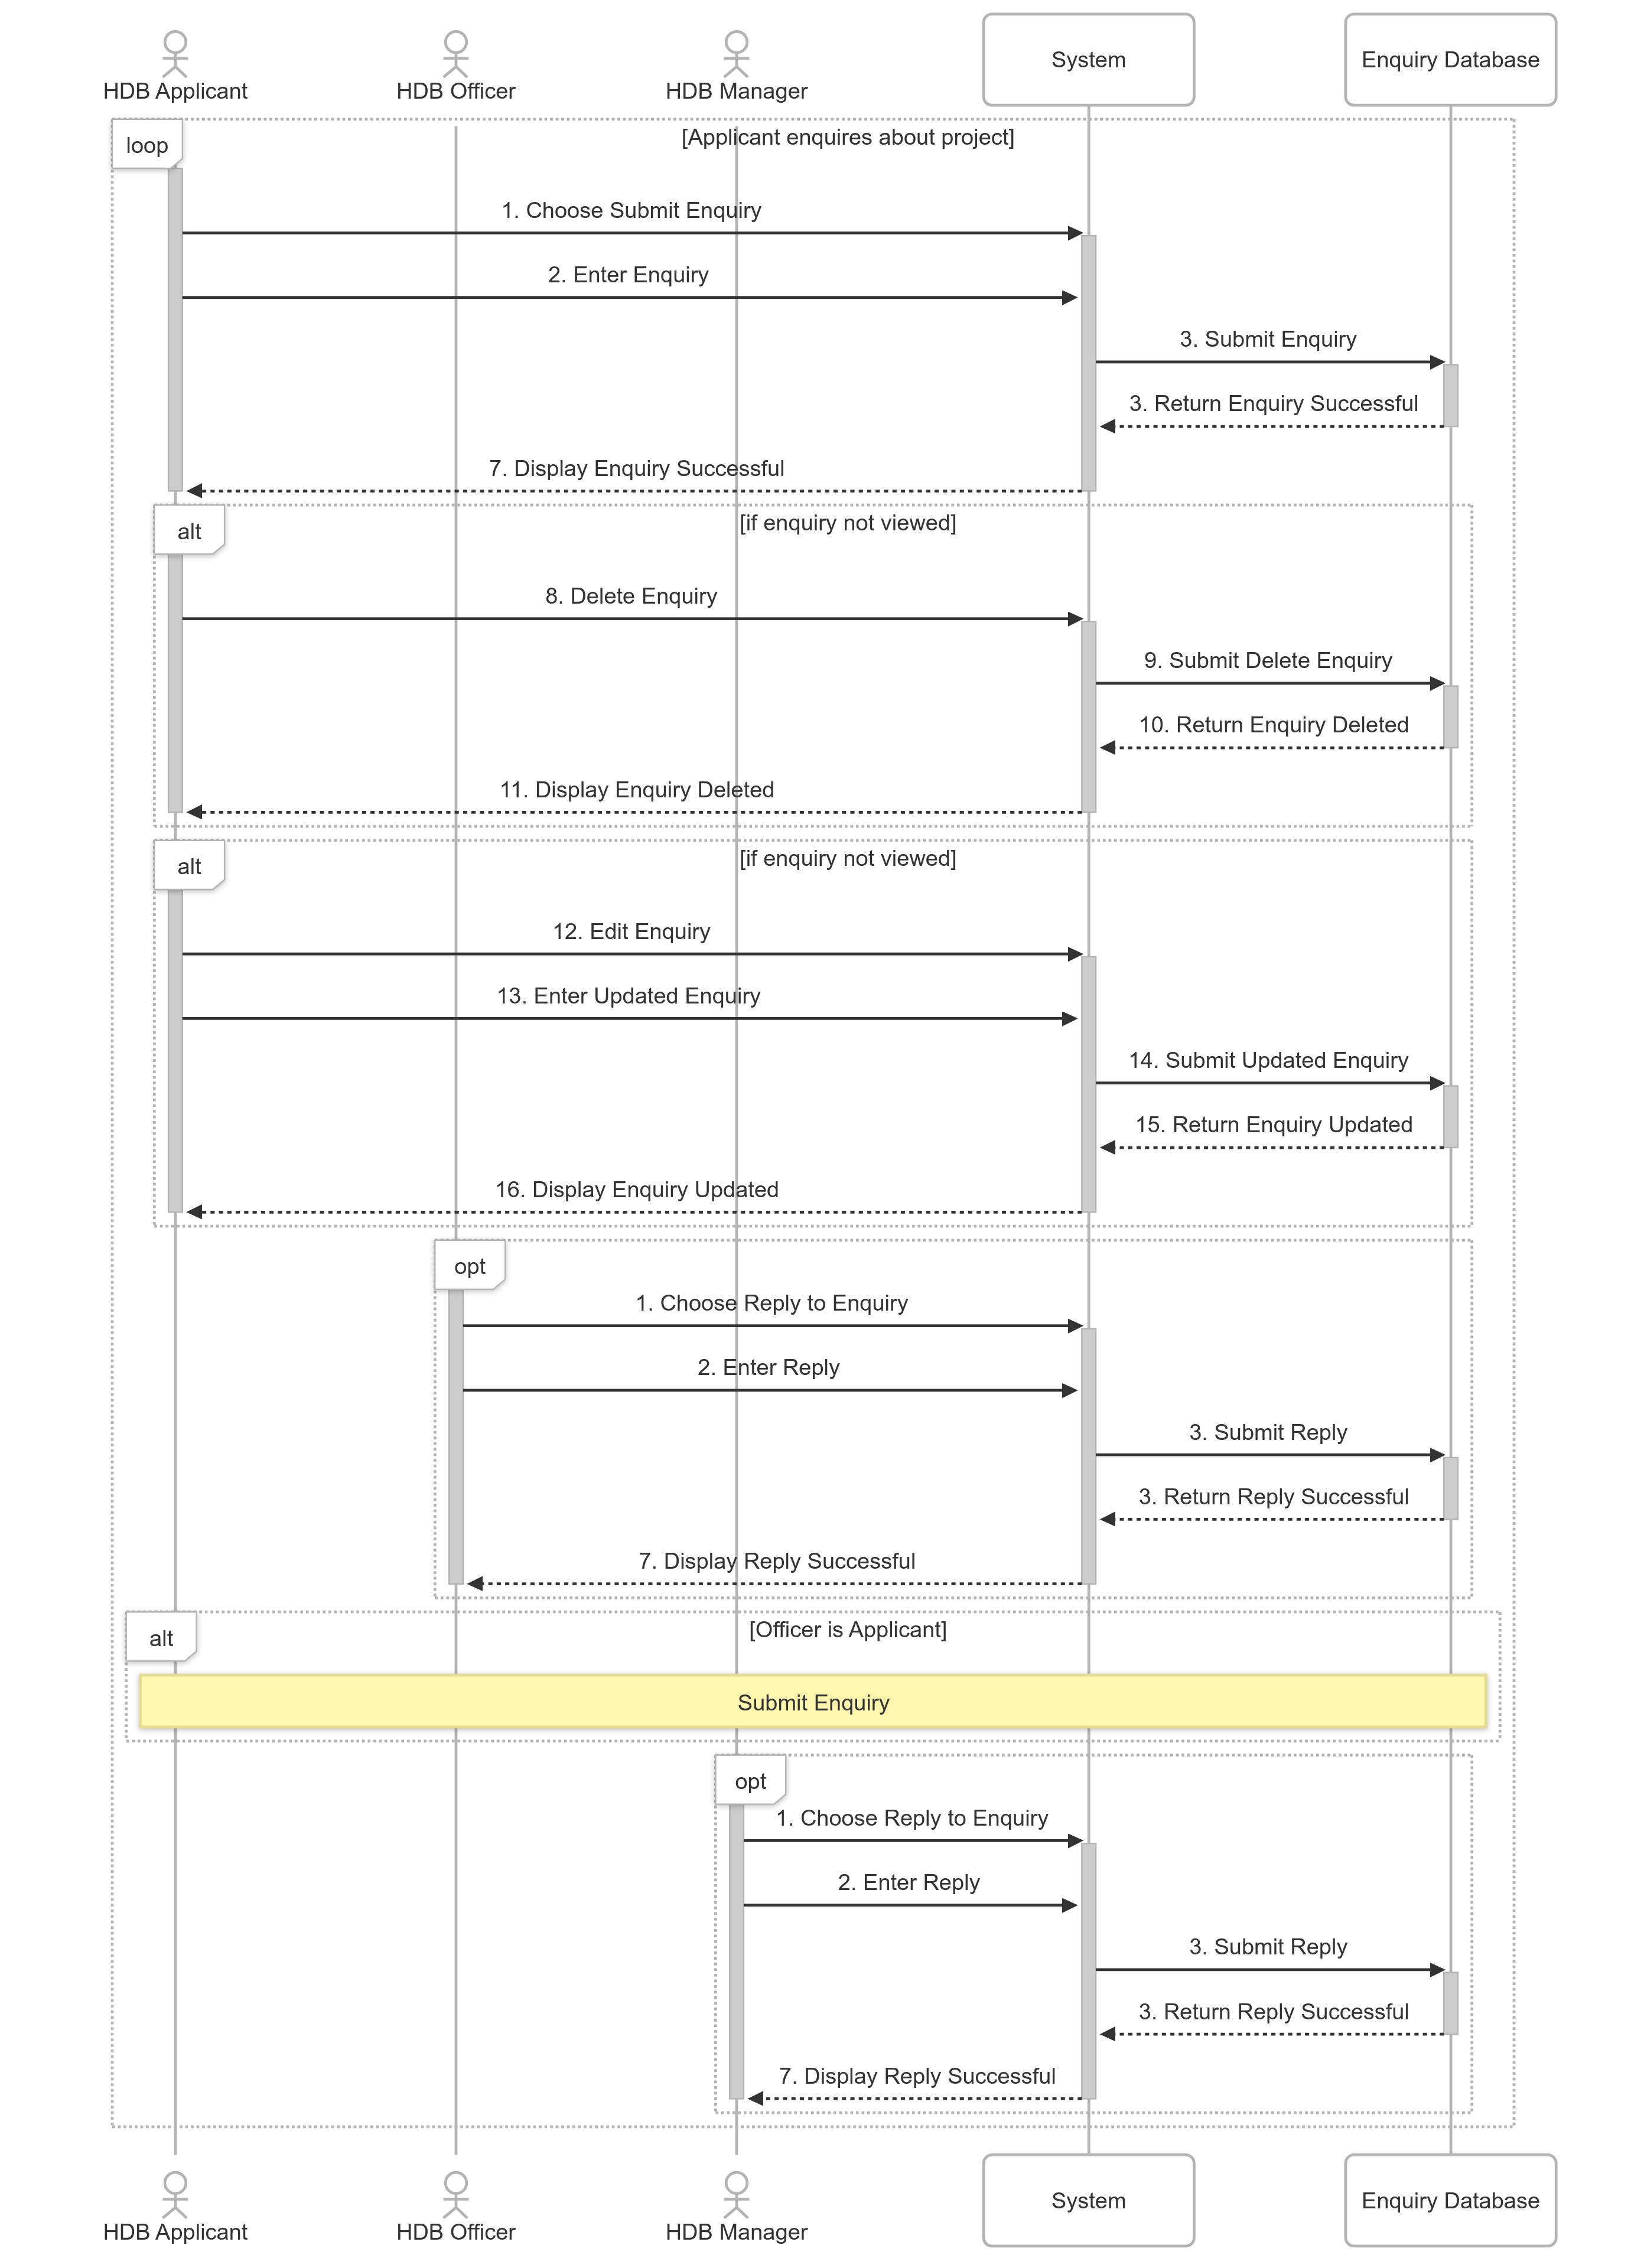 HDB Applicant
HDB Officer
HDB Manager
System
Enquiry Database
loop
[Applicant enquires about project]
1. Choose Submit Enquiry
2. Enter Enquiry
3. Submit Enquiry
3. Return Enquiry Successful
7. Display Enquiry Successful
alt
[if enquiry not viewed]
8. Delete Enquiry
9. Submit Delete Enquiry
10. Return Enquiry Deleted
11. Display Enquiry Deleted
alt
[if enquiry not viewed]
12. Edit Enquiry
13. Enter Updated Enquiry
14. Submit Updated Enquiry
15. Return Enquiry Updated
16. Display Enquiry Updated
opt
1. Choose Reply to Enquiry
2. Enter Reply
3. Submit Reply
3. Return Reply Successful
7. Display Reply Successful
alt
[Officer is Applicant]
Submit Enquiry
opt
1. Choose Reply to Enquiry
2. Enter Reply
3. Submit Reply
3. Return Reply Successful
7. Display Reply Successful
HDB Applicant
HDB Officer
HDB Manager
System
Enquiry Database